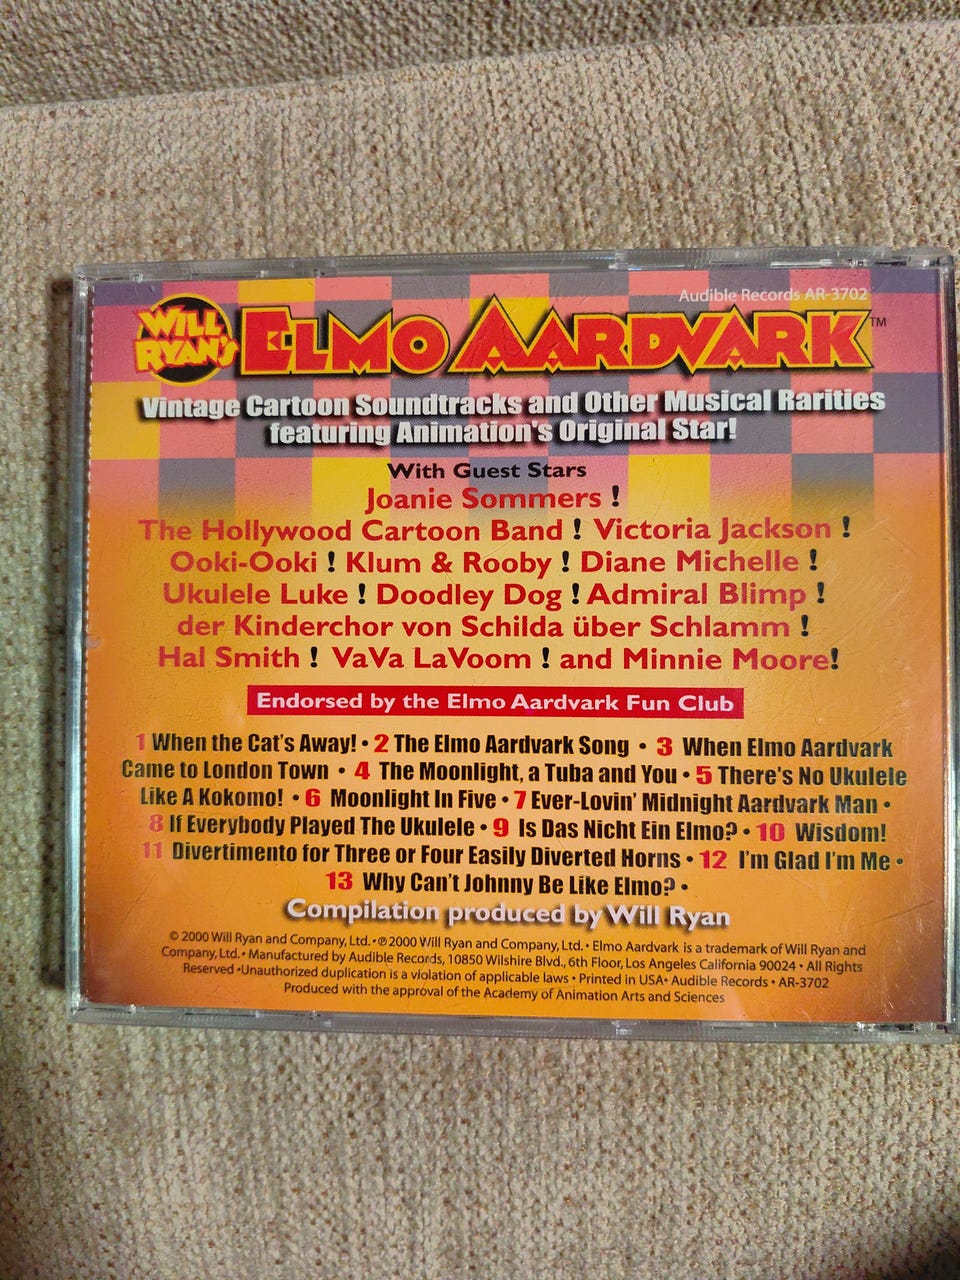 Audible Records AR-3702
WILL
RYAN'S
ELMO AARDVARK™
Vintage Cartoon Soundtracks and Other Musical Rarities
featuring Animation's Original Star!
With Guest Stars
Joanie Sommers !
The Hollywood Cartoon Band ! Victoria Jackson !
Ooki-Ooki ! Klum & Rooby ! Diane Michelle !
Ukulele Luke ! Doodley Dog ! Admiral Blimp !
der Kinderchor von Schilda über Schlamm !
Hal Smith ! VaVa LaVoom ! and Minnie Moore!
Endorsed by the Elmo Aardvark Fun Club
1 When the Cat's Away! • 2 The Elmo Aardvark Song • 3 When Elmo Aardvark
Came to London Town • 4 The Moonlight, a Tuba and You • 5 There's No Ukulele
Like A Kokomo! • 6 Moonlight In Five • 7 Ever-Lovin' Midnight Aardvark Man •
8 If Everybody Played The Ukulele • 9 Is Das Nicht Ein Elmo? • 10 Wisdom!
11 Divertimento for Three or Four Easily Diverted Horns • 12 I'm Glad I'm Me •
13 Why Can't Johnny Be Like Elmo? •
Compilation produced by Will Ryan
© 2000 Will Ryan and Company, Ltd. • ℗ 2000 Will Ryan and Company, Ltd. • Elmo Aardvark is a trademark of Will Ryan and
Company, Ltd. • Manufactured by Audible Records, 10850 Wilshire Blvd., 6th Floor, Los Angeles California 90024 • All Rights
Reserved •Unauthorized duplication is a violation of applicable laws • Printed in USA• Audible Records • AR-3702
Produced with the approval of the Academy of Animation Arts and Sciences